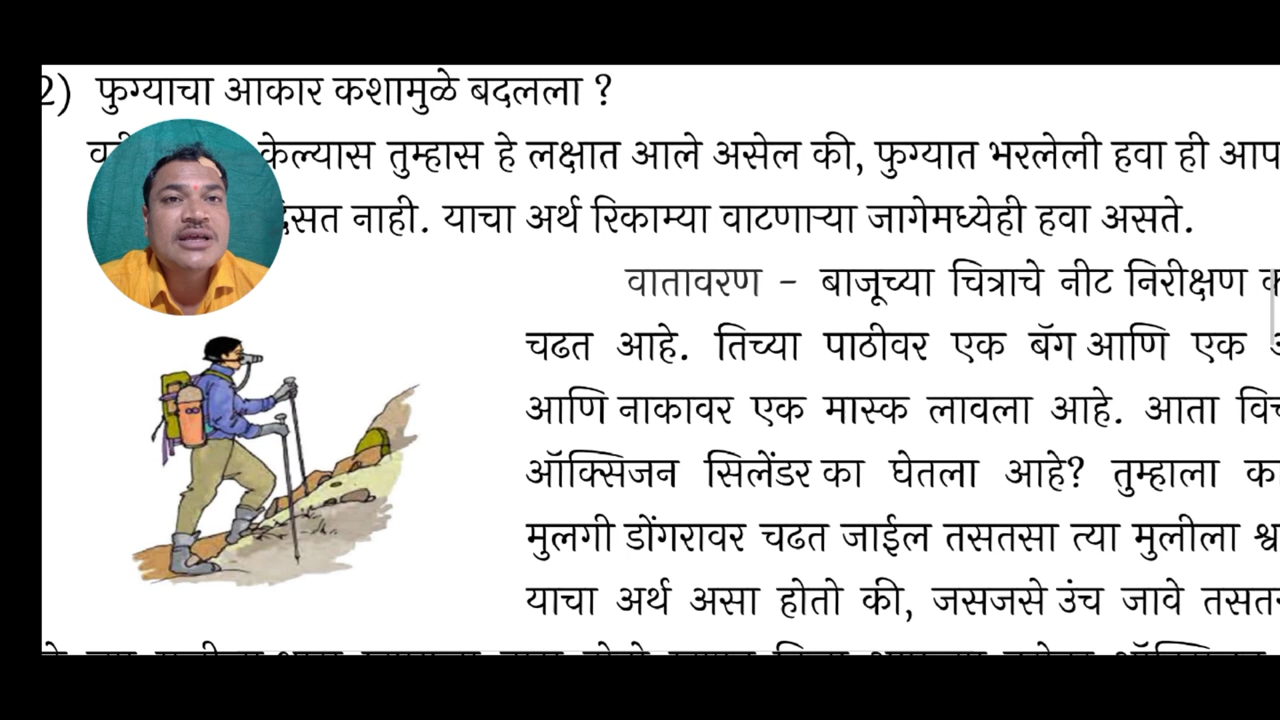 2) फुग्याचा आकार कशामुळे बदलला ?
केल्यास तुम्हास हे लक्षात आले असेल की, फुग्यात भरलेली हवा ही
नाही. याचा अर्थ रिकाम्या वाटणाऱ्या जागेमध्येही हवा असते.
वातावरण - बाजूच्या चित्राचे नीट निरीक्षण
चढत आहे. तिच्या पाठीवर एक बॅग आणि एक
आणि नाकावर एक मास्क लावला आहे. आता
ऑक्सिजन सिलेंडर का घेतला आहे? तुम्हाला
मुलगी डोंगरावर चढत जाईल तसतसा त्या मुलीला
याचा अर्थ असा होतो की, जसजसे उंच जावे